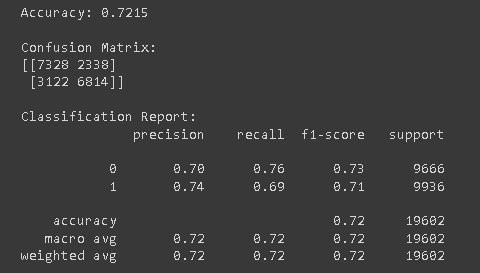 Accuracy: 0.7215
Confusion Matrix:
[[7328 2338]
[3122 6814]]
Classification Report:
precision recall f1-score support
0 0.70 0.76 0.73 9666
1 0.74 0.69 0.71 9936
accuracy 0.72 19602
macro avg 0.72 0.72 0.72 19602
weighted avg 0.72 0.72 0.72 19602